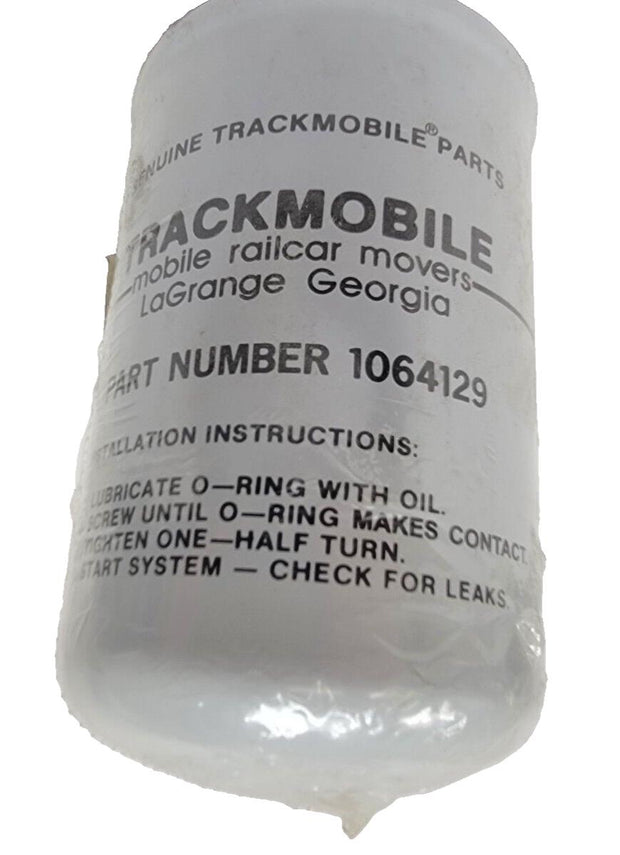 GENUINE TRACKMOBILE® PARTS
TRACKMOBILE
mobile railcar movers
LaGrange Georgia
PART NUMBER 1064129
INSTALLATION INSTRUCTIONS:
LUBRICATE O—RING WITH OIL.
SCREW UNTIL O—RING MAKES CONTACT.
TIGHTEN ONE—HALF TURN.
START SYSTEM — CHECK FOR LEAKS.